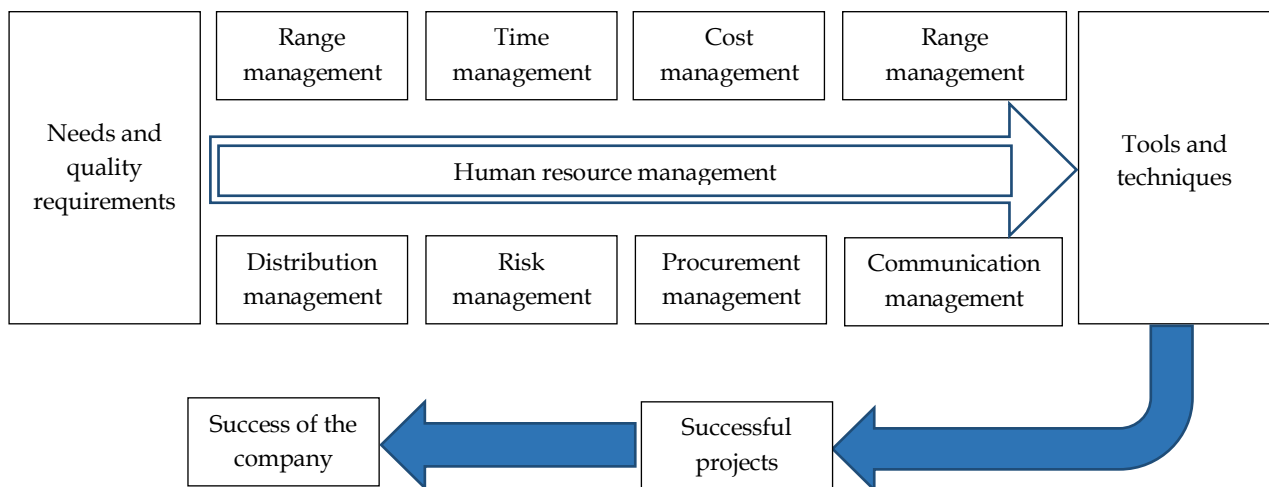 Needs and
quality
requirements
Range
management
Time
management
Cost
management
Range
management
Human resource management
Distribution
management
Risk
management
Procurement
management
Communication
management
Tools and
techniques
Successful
projects
Success of the
company